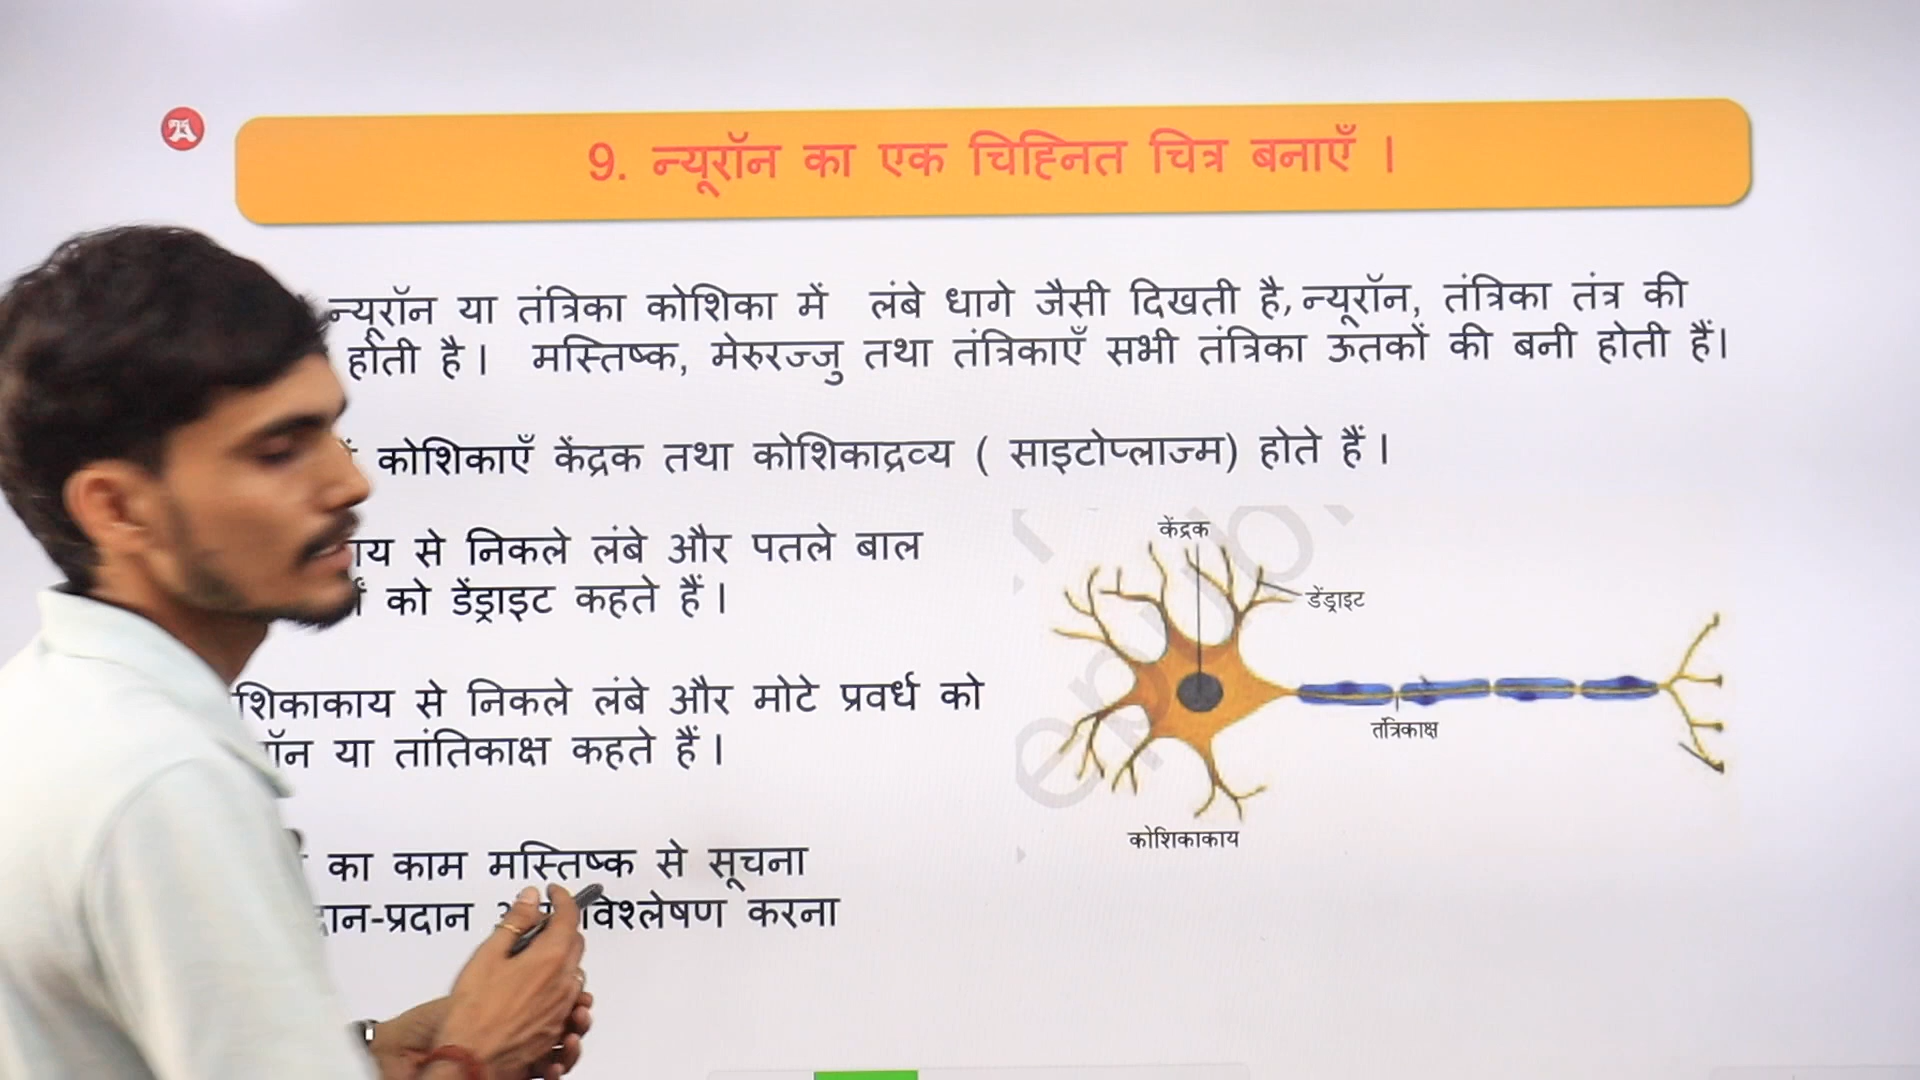 9. न्यूरॉन का एक चिह्नित चित्र बनाएँ ।
न्यूरॉन या तंत्रिका कोशिका में लंबे धागे जैसी दिखती है, न्यूरॉन, तंत्रिका तंत्र की
होती है । मस्तिष्क, मेरुरज्जु तथा तंत्रिकाएँ सभी तंत्रिका ऊतकों की बनी होती हैं।
कोशिकाएँ केंद्रक तथा कोशिकाद्रव्य ( साइटोप्लाज्म) होते हैं ।
से निकले लंबे और पतले बाल
को डेंड्राइट कहते हैं ।
से निकले लंबे और मोटे प्रवर्ध को
या तांतिकाक्ष कहते हैं ।
का काम मस्तिष्क से सूचना
विश्लेषण करना
केंद्रक
डेंड्राइट
तंत्रिकाक्ष
कोशिकाकाय